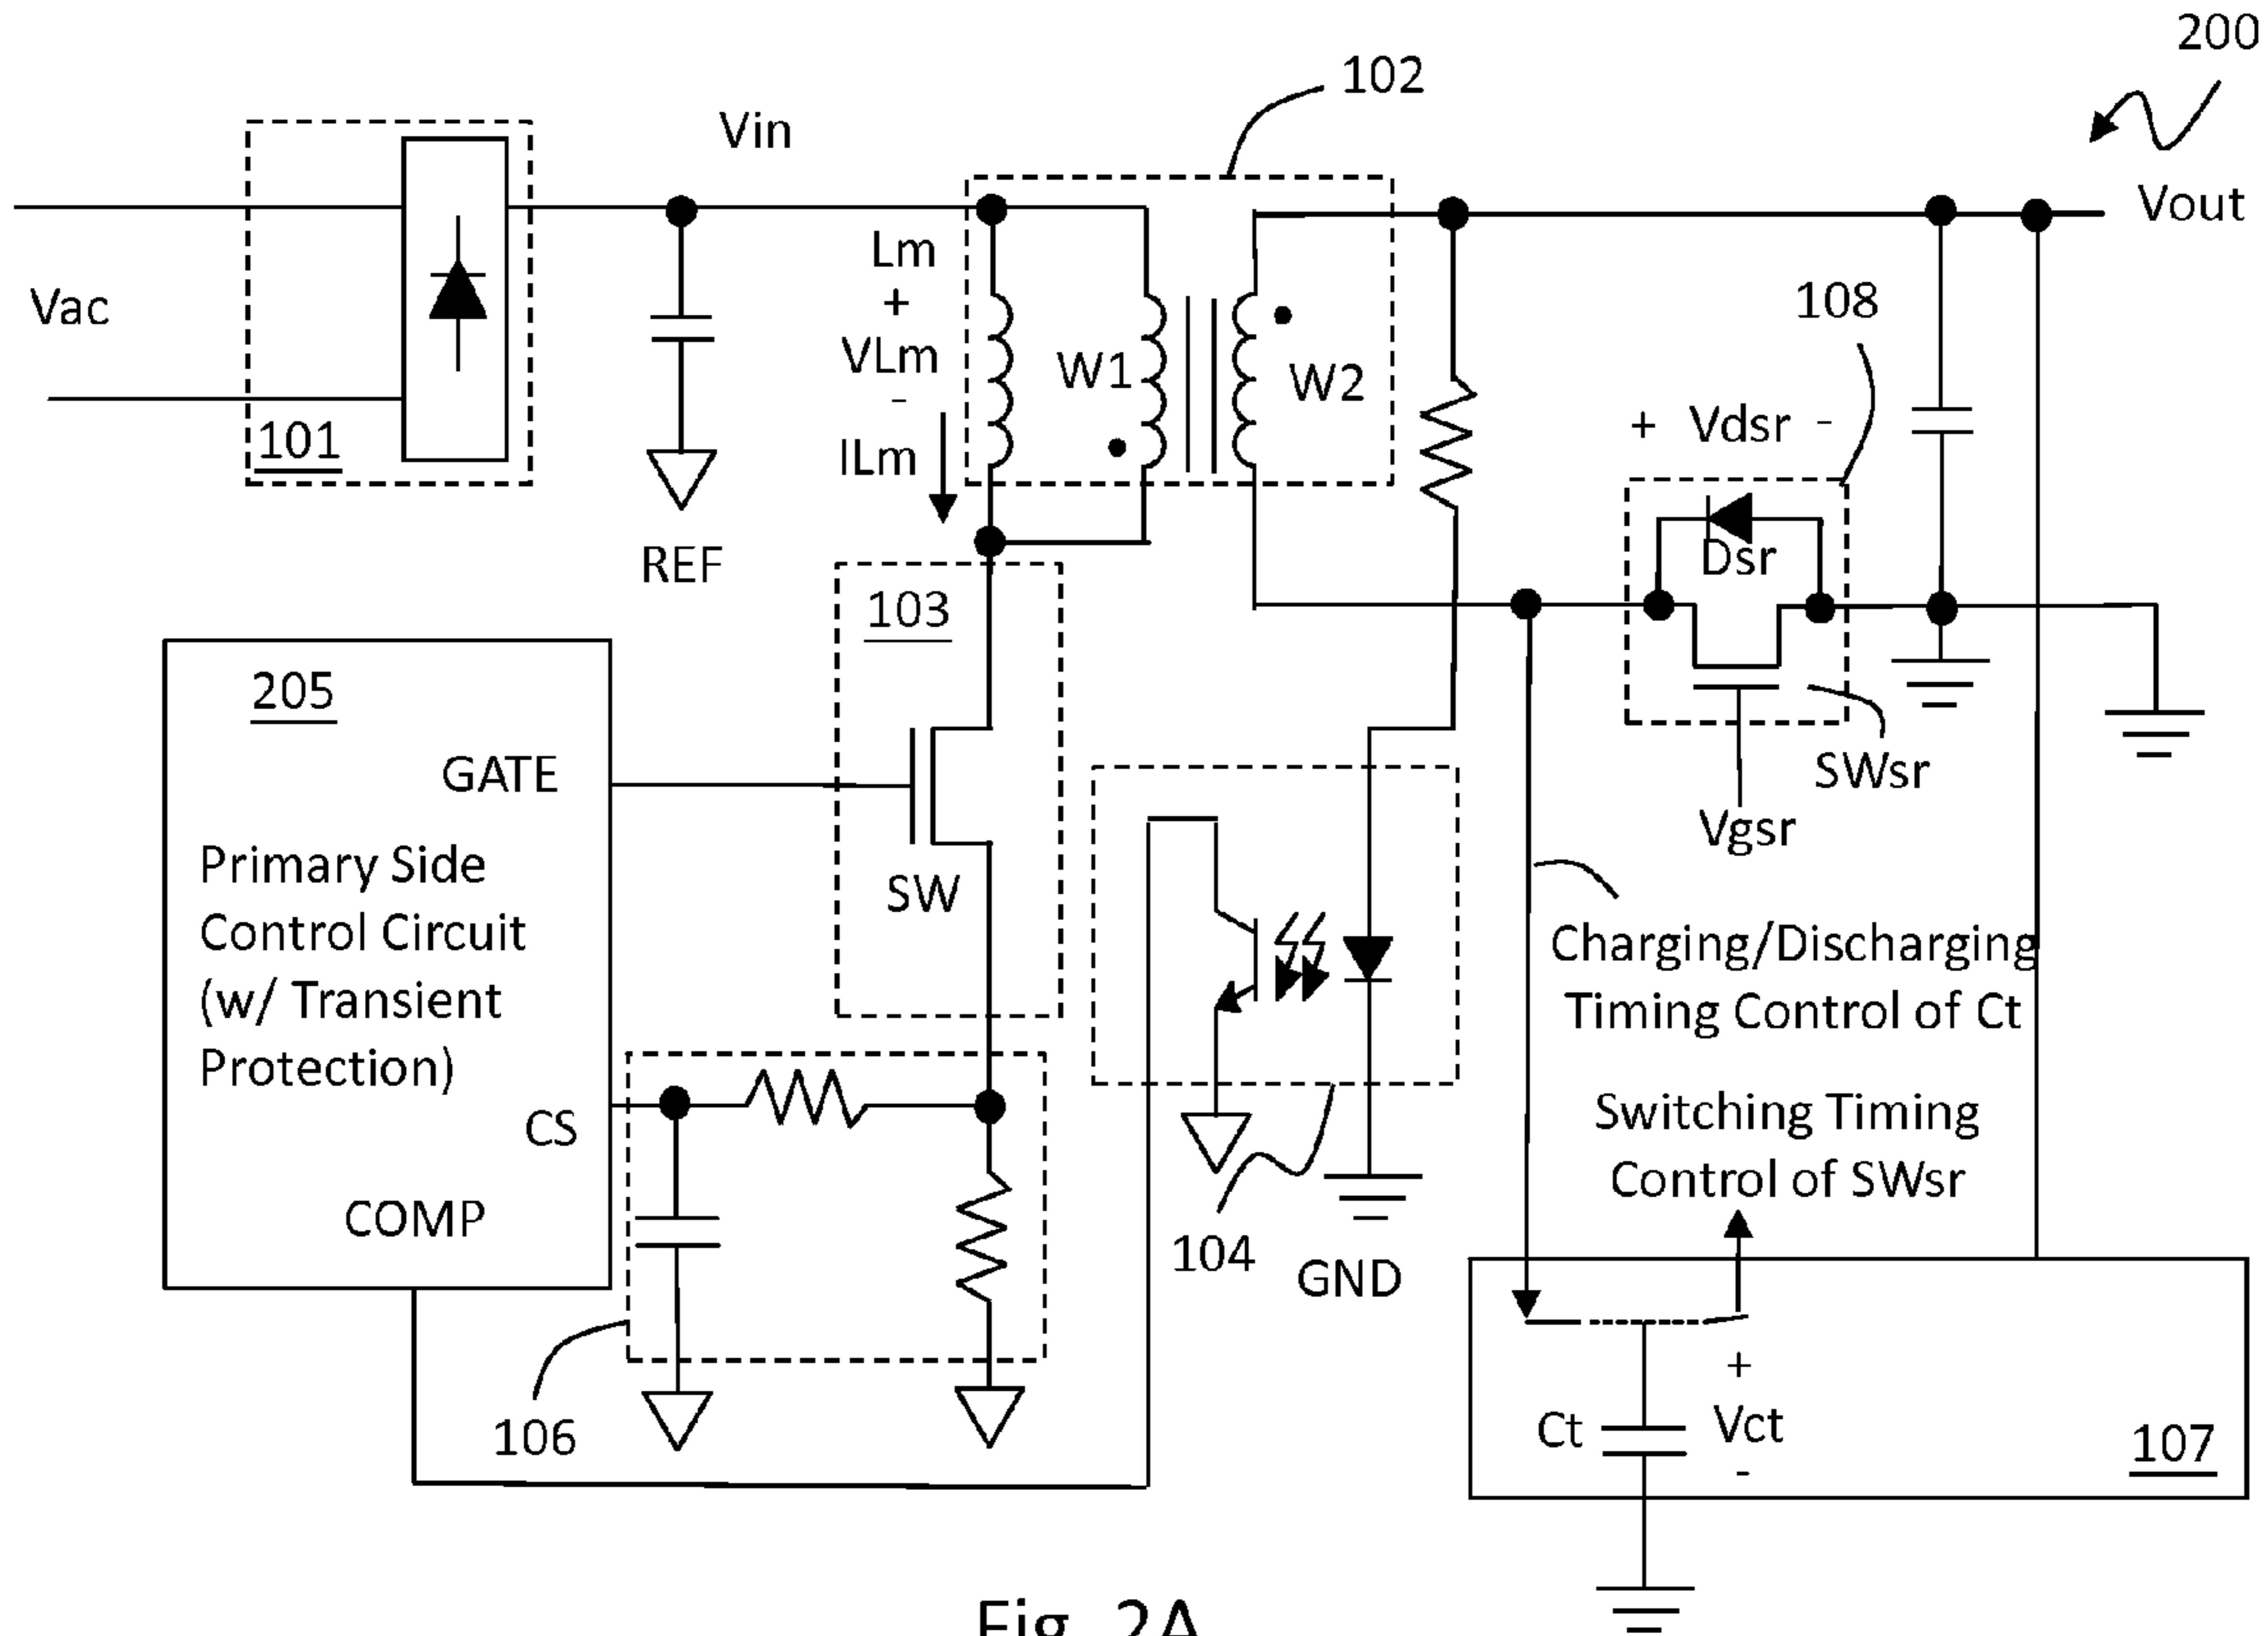 200
102
Vin
Vout
Vac
Lm
+
VLm
-
ILm
W1
W2
108
+ Vdsr -
Dsr
101
REF
103
205
GATE
SW
SWsr
Vgsr
Primary Side
Control Circuit
(w/ Transient
Protection)
CS
COMP
Charging/Discharging
Timing Control of Ct
Switching Timing
Control of SWsr
104
GND
106
+
Ct
Vct
-
107
Fig. 2A